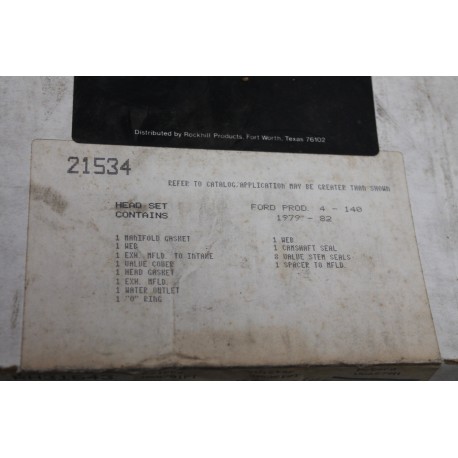 Distributed by Rockhill Products, Fort Worth, Texas 76102
21534
REFER TO CATALOG.APPLICATION MAY BE GREATER THAN SHOWN
HEAD SET
CONTAINS
FORD PROD. 4 - 140
1979 - 82
1 MANIFOLD GASKET
1 WEB
1 EXH. MFLD. TO INTAKE
1 VALVE COVER
1 HEAD GASKET
1 EXH. MFLD.
1 WATER OUTLET
1 "O" RING
1 WEB
1 CAMSHAFT SEAL
8 VALVE STEM SEALS
1 SPACER TO MFLD.